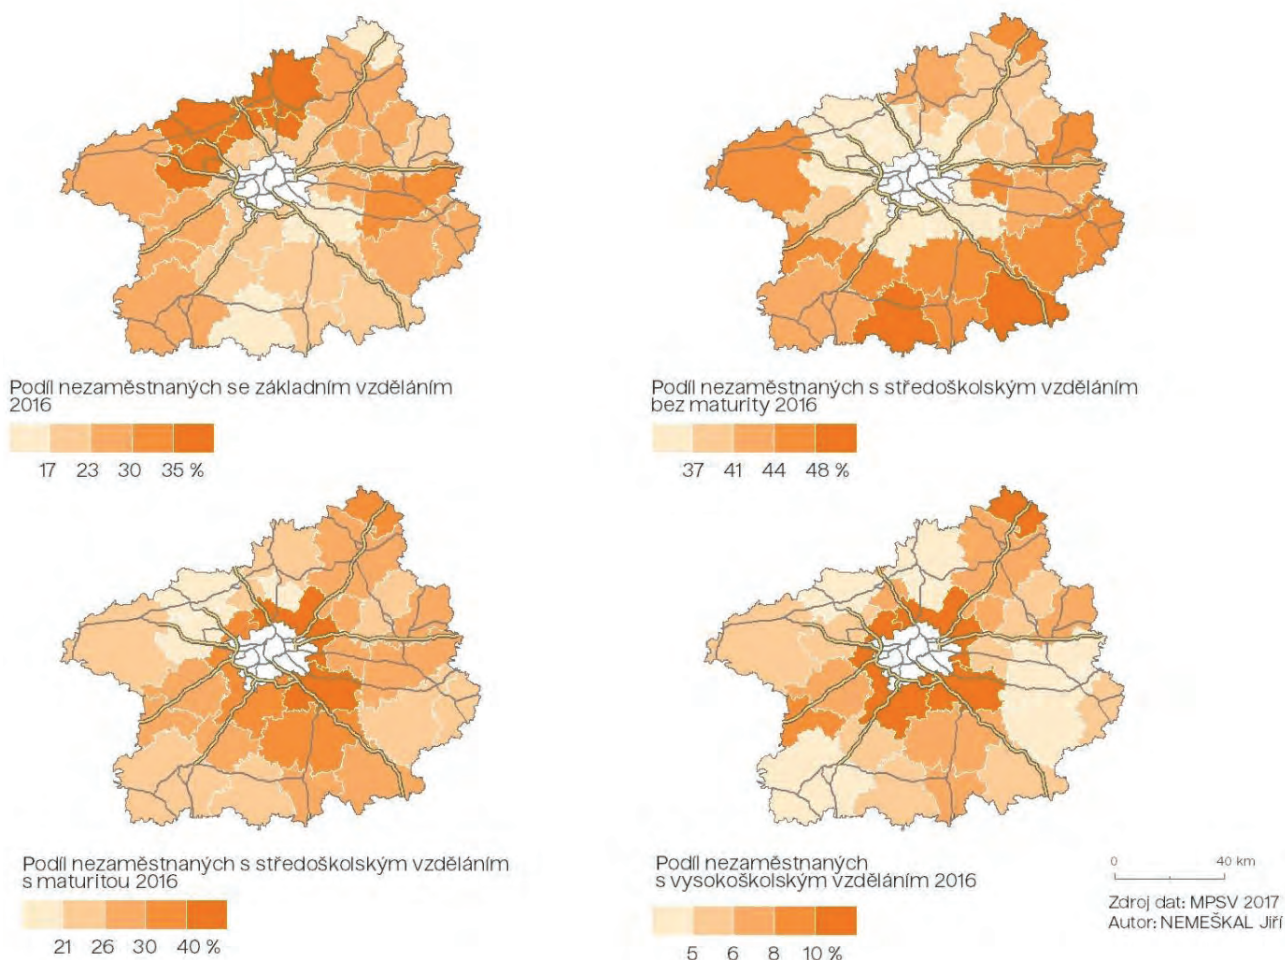 Podíl nezaměstnaných se základním vzděláním
2016
17 23 30 35 %
Podíl nezaměstnaných s středoškolským vzděláním
bez maturity 2016
37 41 44 48 %
Podíl nezaměstnaných s středoškolským vzděláním
s maturitou 2016
21 26 30 40 %
Podíl nezaměstnaných
s vysokoškolským vzděláním 2016
5 6 8 10 %
0 40 km
Zdroj dat: MPSV 2017
Autor: NEMEŠKAL Jiří